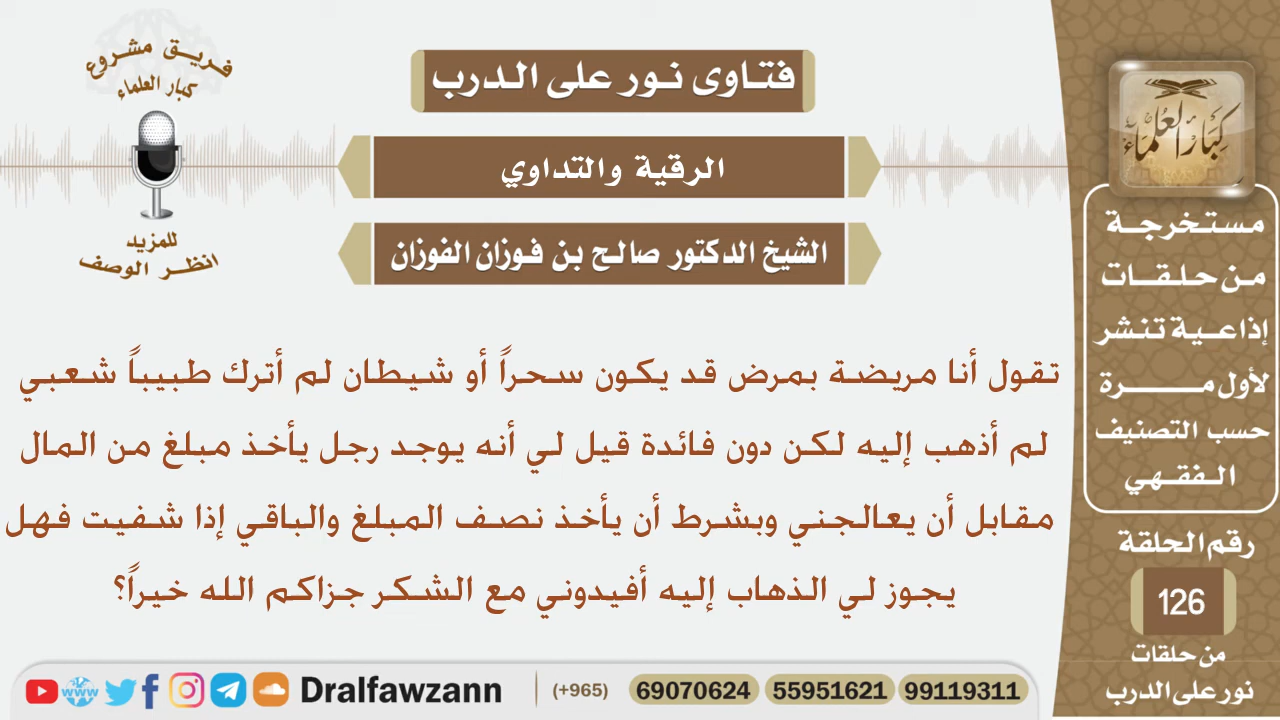 فريق مشروع
كبار العلماء
للمزيد
انظر الوصف
فتاوى نور على الدرب
الرقية والتداوي
الشيخ الدكتور صالح بن فوزان الفوزان
كبار العلماء
مستخرجة
من حلقات
إذاعية تنشر
لأول مرة
حسب التصنيف
الفقهي
رقم الحلقة
126
من حلقات
نور على الدرب
تقول أنا مريضة بمرض قد يكون سحراً أو شيطان لم أترك طبيباً شعبي
لم أذهب إليه لكن دون فائدة قيل لي أنه يوجد رجل يأخذ مبلغ من المال
مقابل أن يعالجني وبشرط أن يأخذ نصف المبلغ والباقي إذا شفيت فهل
يجوز لي الذهاب إليه أفيدوني مع الشكر جزاكم الله خيراً؟
www
Dralfawzann
(+965) 69070624 55951621 99119311